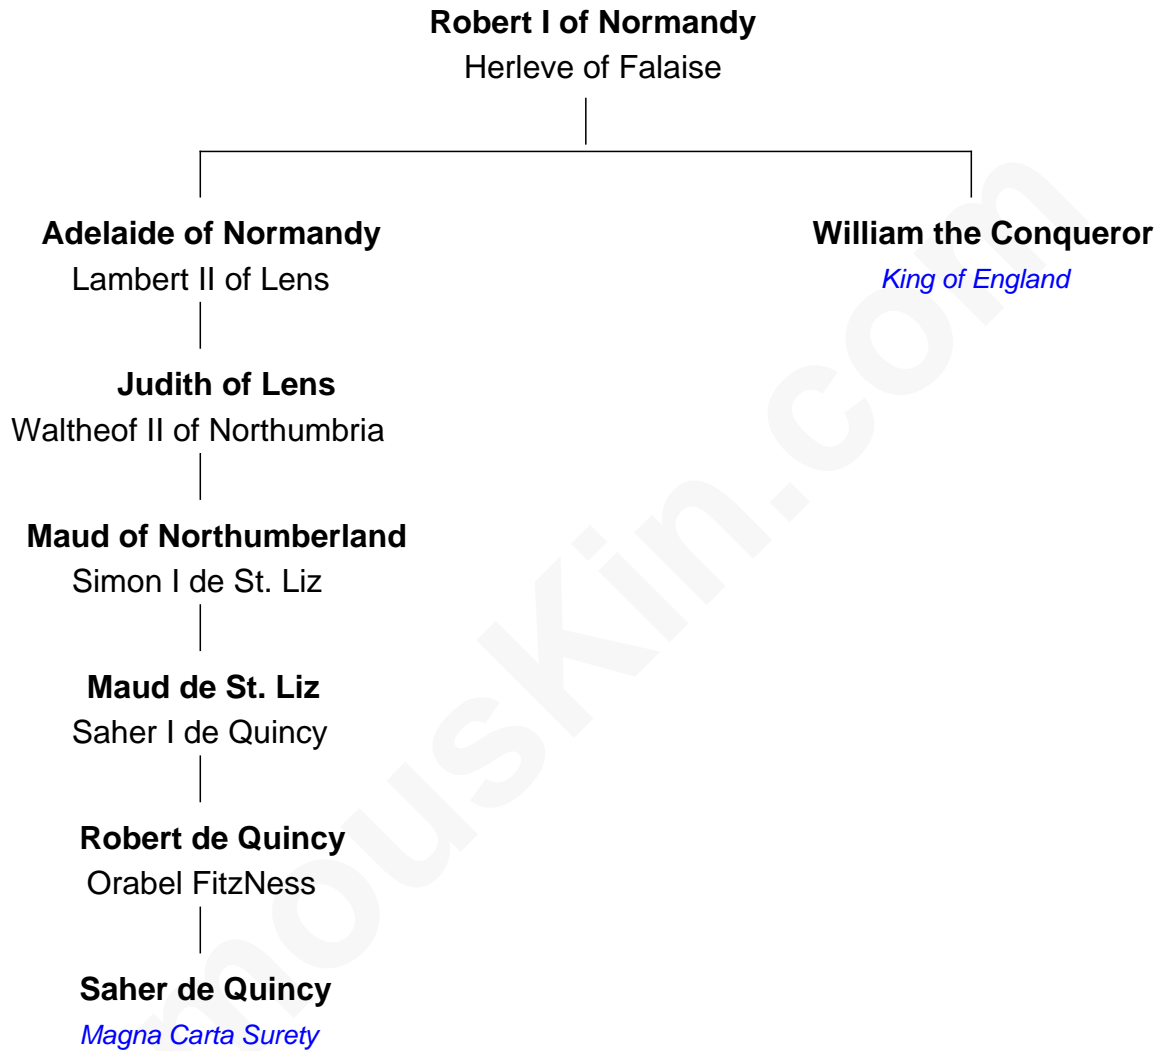 Robert I of Normandy
Herleve of Falaise
Adelaide of Normandy
Lambert II of Lens
William the Conqueror
King of England
Judith of Lens
Waltheof II of Northumbria
Maud of Northumberland
Simon I de St. Liz
Maud de St. Liz
Saher I de Quincy
Robert de Quincy
Orabel FitzNess
Saher de Quincy
Magna Carta Surety
mousKin.com